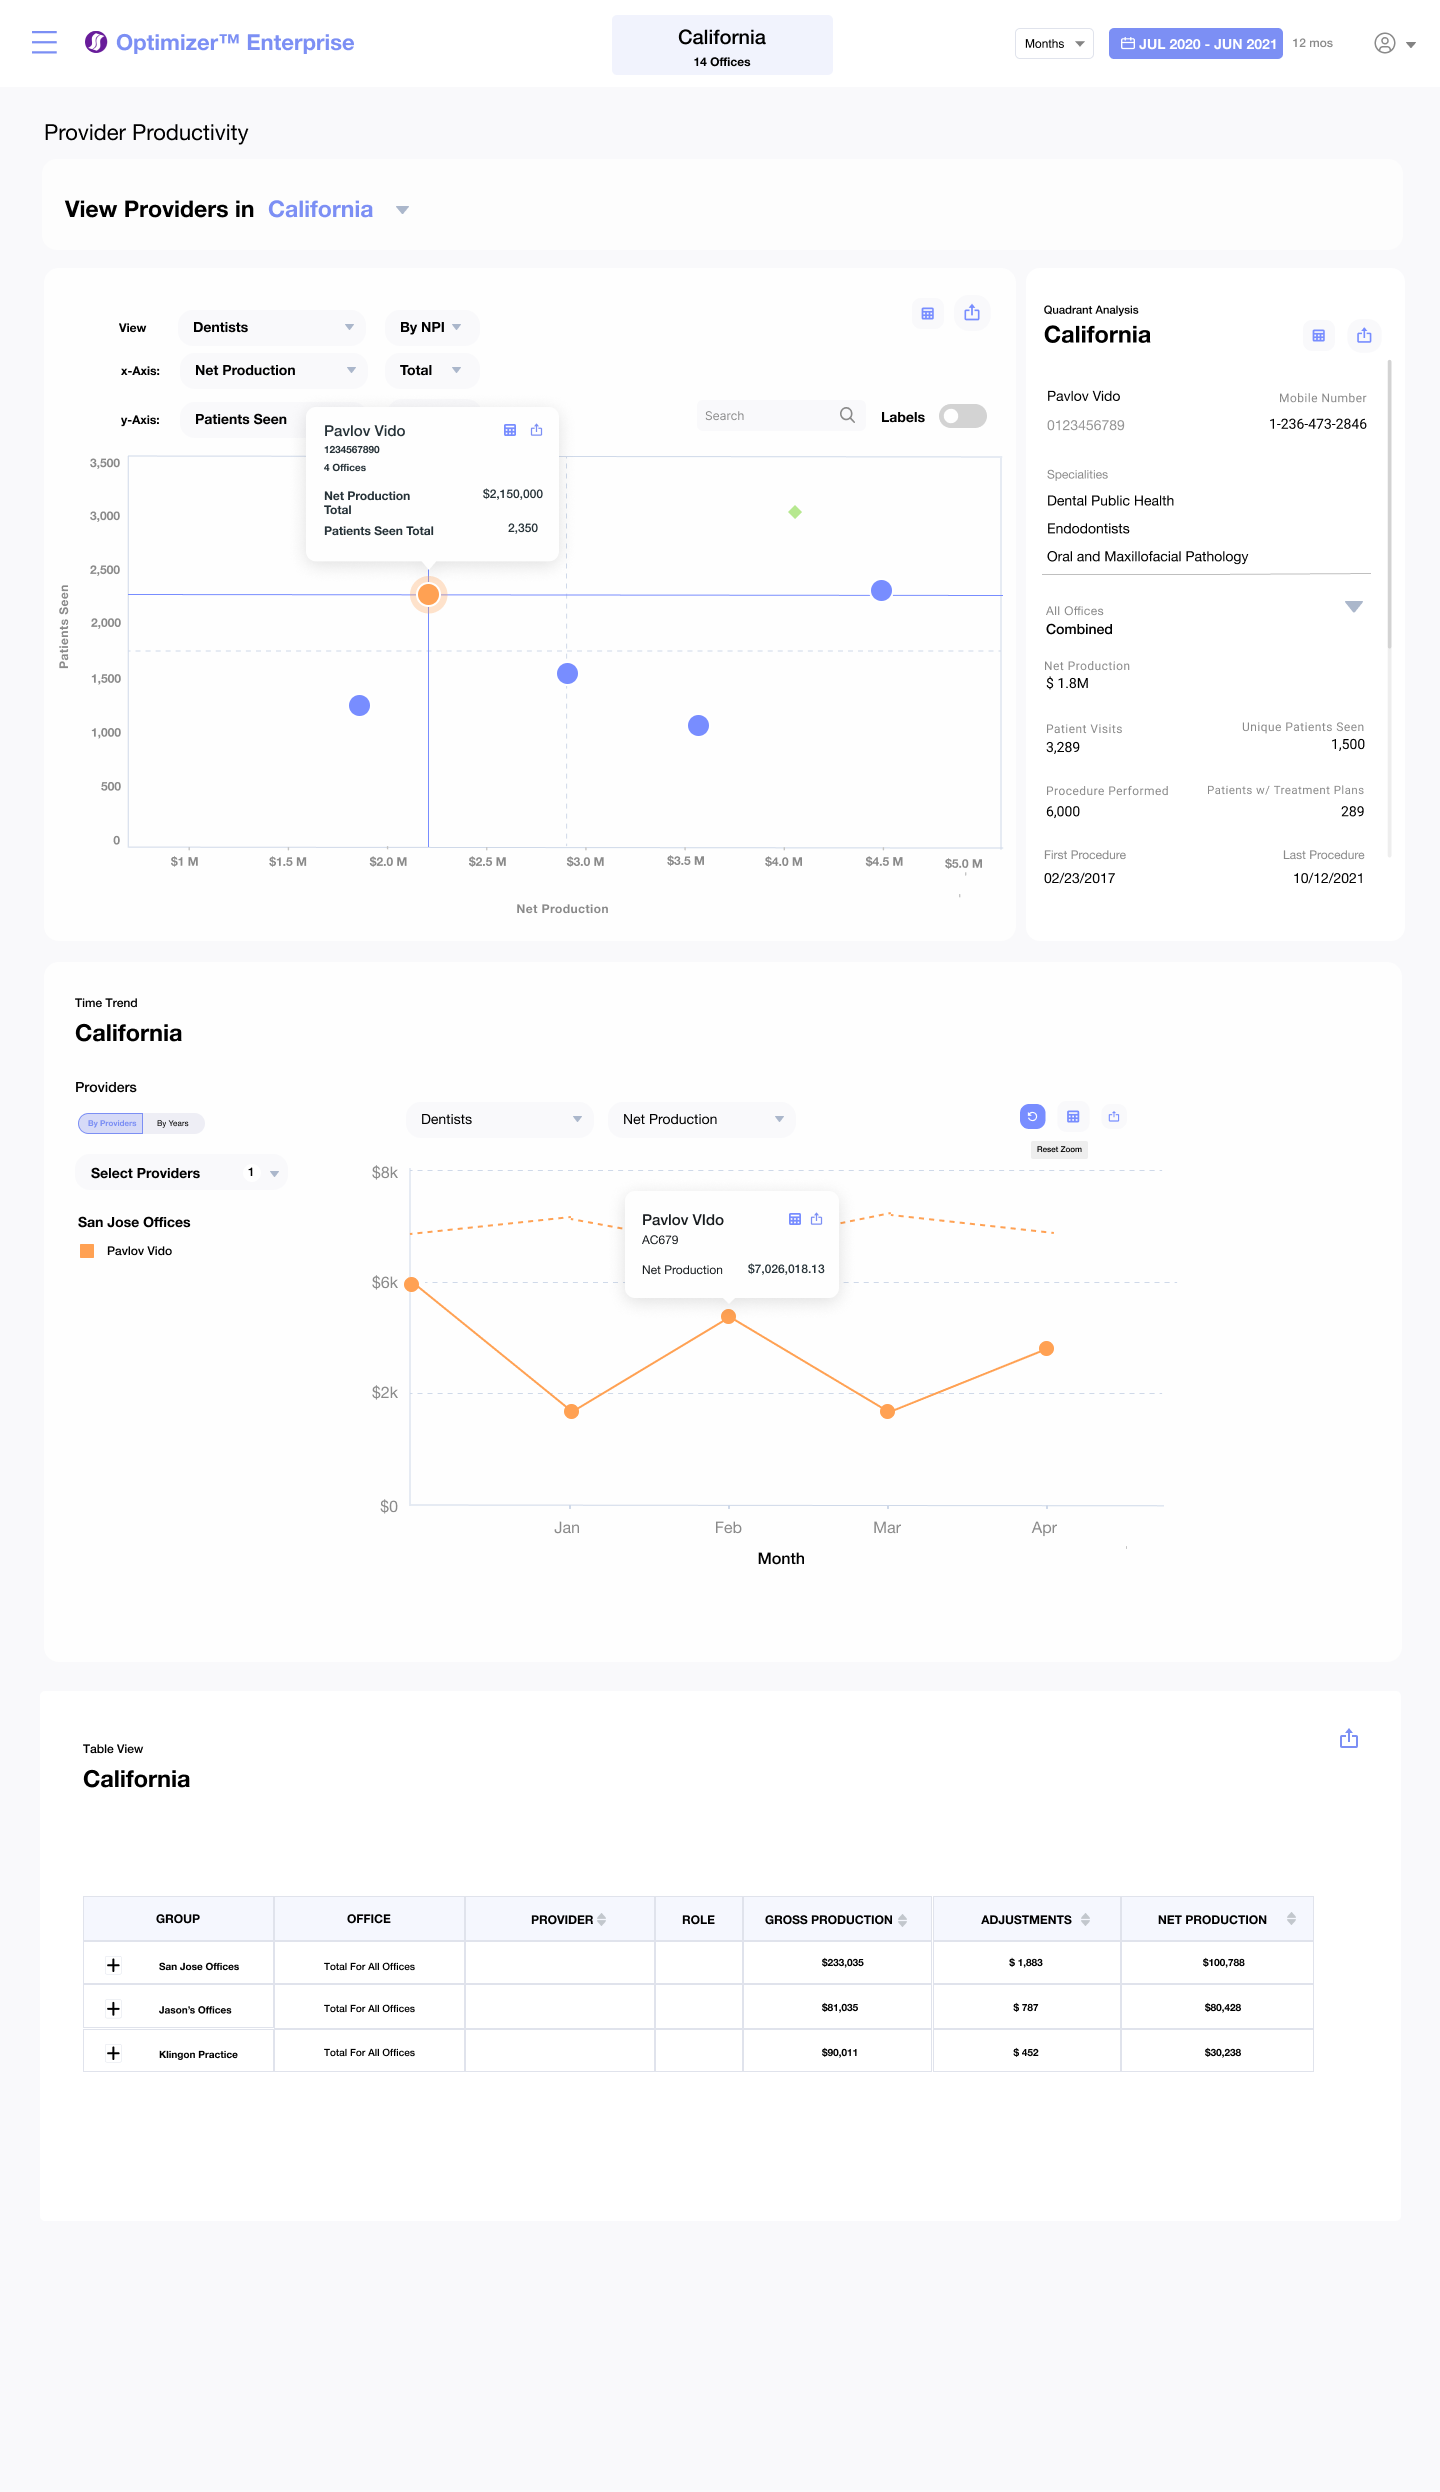 Optimizer™ Enterprise
California
14 Offices
Months
JUL 2020 - JUN 2021
12 mos
Provider Productivity
View Providers in California
View
Dentists
By NPI
x-Axis:
Net Production
Total
y-Axis:
Patients Seen
Search
Labels
Pavlov Vido
1234567890
4 Offices
Net Production
Total
$2,150,000
Patients Seen Total
2,350
3,500
3,000
2,500
2,000
1,500
1,000
500
0
Patients Seen
$1 M
$1.5 M
$2.0 M
$2.5 M
$3.0 M
$3.5 M
$4.0 M
$4.5 M
$5.0 M
Net Production
Quadrant Analysis
California
Pavlov Vido
Mobile Number
0123456789
1-236-473-2846
Specialities
Dental Public Health
Endodontists
Oral and Maxillofacial Pathology
All Offices
Combined
Net Production
$ 1.8M
Patient Visits
Unique Patients Seen
3,289
1,500
Procedure Performed
Patients w/ Treatment Plans
6,000
289
First Procedure
Last Procedure
02/23/2017
10/12/2021
Time Trend
California
Providers
By Providers
By Years
Select Providers
1
San Jose Offices
Pavlov Vido
Dentists
Net Production
Reset Zoom
$8k
$6k
$2k
$0
Pavlov VIdo
AC679
Net Production
$7,026,018.13
Jan
Feb
Mar
Apr
Month
Table View
California
GROUP
OFFICE
PROVIDER
ROLE
GROSS PRODUCTION
ADJUSTMENTS
NET PRODUCTION
San Jose Offices
Total For All Offices
$233,035
$ 1,883
$100,788
Jason's Offices
Total For All Offices
$81,035
$ 787
$80,428
Klingon Practice
Total For All Offices
$90,011
$ 452
$30,238